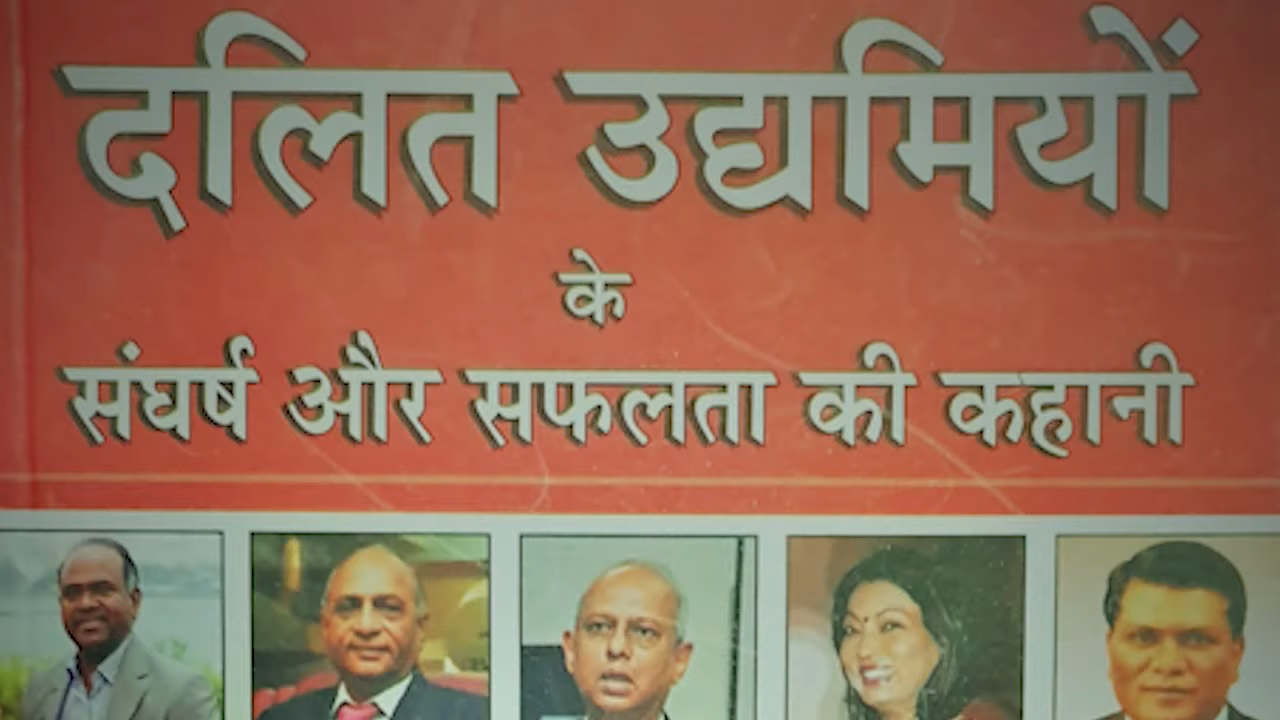 दलित उद्यमियों
के
संघर्ष और सफलता की कहानी